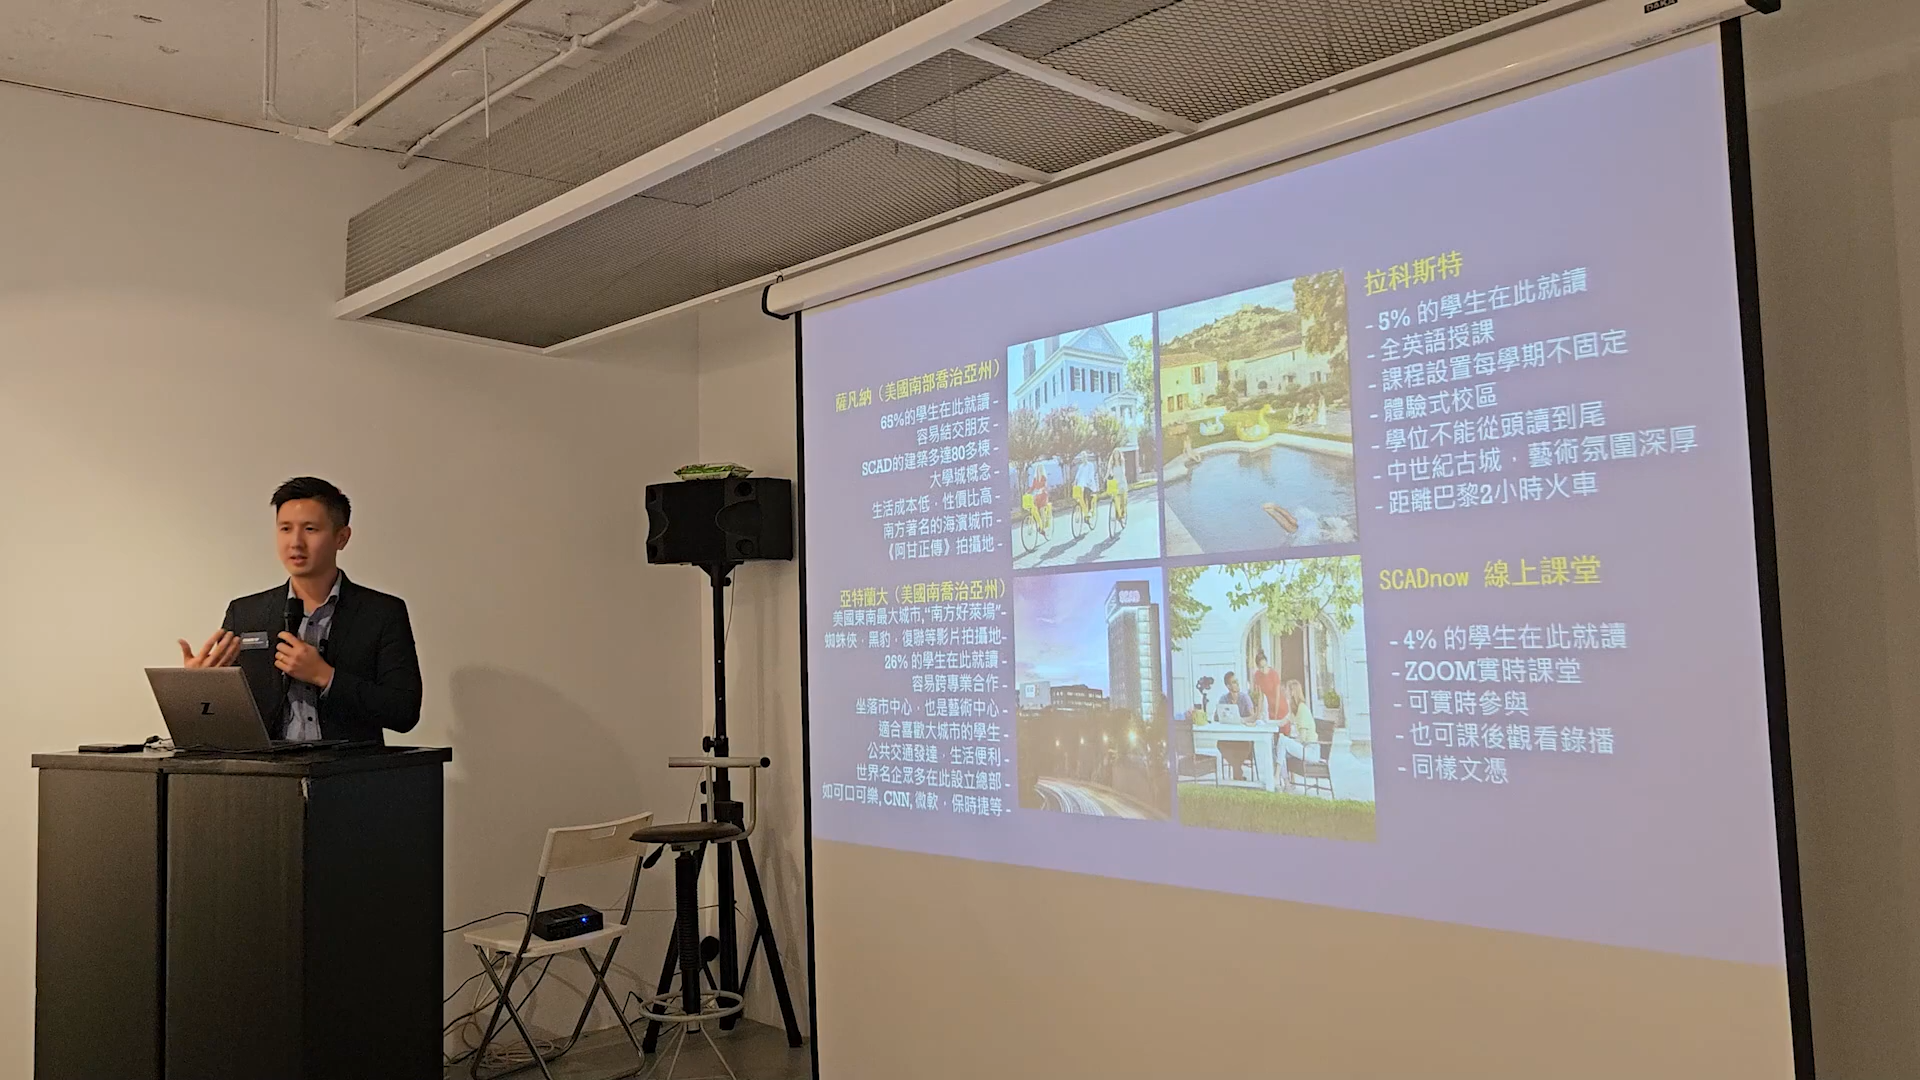 薩凡納（美國南部喬治亞州）
65%的學生在此就讀 -
容易結交朋友 -
SCAD的建築多達80多棟 -
大學城概念 -
生活成本低，性價比高 -
南方著名的海濱城市 -
《阿甘正傳》拍攝地 -
亞特蘭大（美國南喬治亞州）
美國東南最大城市,“南方好萊塢”-
蜘蛛俠，黑豹，復聯等影片拍攝地-
26% 的學生在此就讀 -
容易跨專業合作 -
坐落市中心，也是藝術中心 -
適合喜歡大城市的學生 -
公共交通發達，生活便利 -
世界名企眾多在此設立總部 -
如可口可樂, CNN, 微軟，保時捷等 -
拉科斯特
- 5% 的學生在此就讀
- 全英語授課
- 課程設置每學期不固定
- 體驗式校區
- 學位不能從頭讀到尾
- 中世紀古城，藝術氛圍深厚
- 距離巴黎2小時火車
SCADnow 線上課堂
- 4% 的學生在此就讀
- ZOOM實時課堂
- 可實時參與
- 也可課後觀看錄播
- 同樣文憑